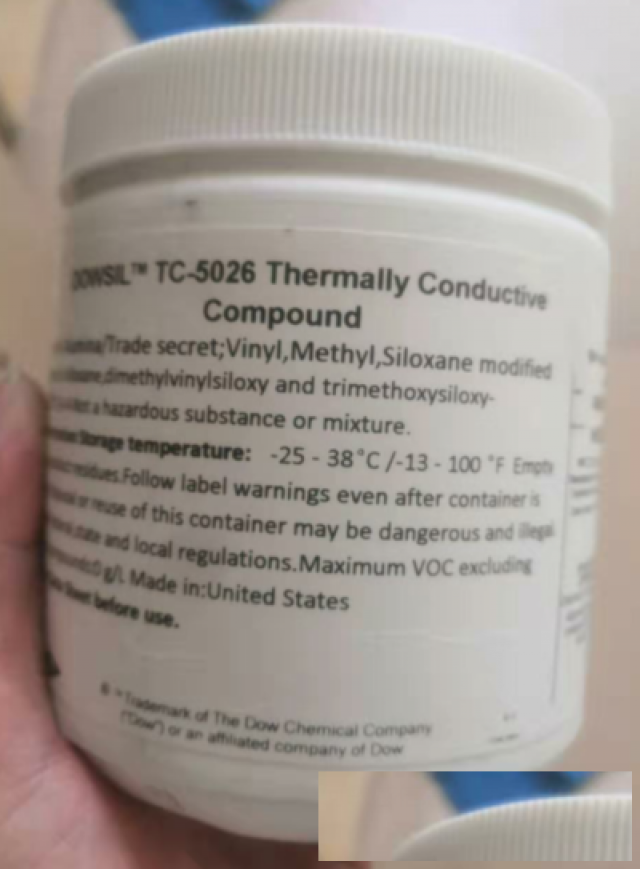 DOWSIL™ TC-5026 Thermally Conductive
Compound
/Trade secret;Vinyl,Methyl,Siloxane modified
,dimethylvinylsiloxy and trimethoxysiloxy-
a hazardous substance or mixture.
Storage temperature: -25 - 38°C /-13 - 100 °F Empty
residues.Follow label warnings even after container is
or reuse of this container may be dangerous and illegal.
state and local regulations.Maximum VOC excluding
g/L Made in:United States
Sheet before use.
® ™Trademark of The Dow Chemical Company
("Dow") or an affiliated company of Dow